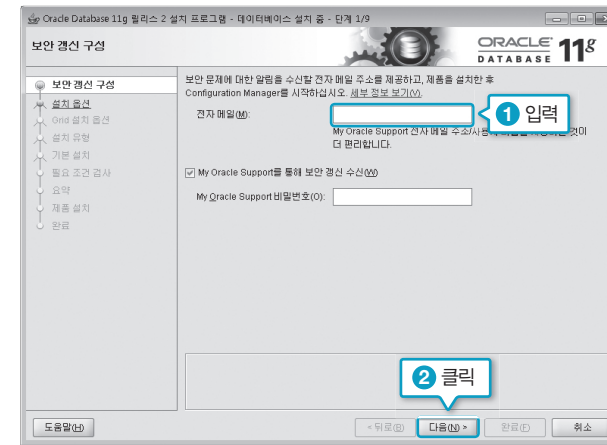 Oracle Database 11g 릴리스 2 설치 프로그램 - 데이터베이스 설치 중 - 단계 1/9
보안 갱신 구성
ORACLE
DATABASE 11g
보안 갱신 구성
설치 옵션
Grid 설치 옵션
설치 유형
기본 설치
필요 조건 검사
요약
제품 설치
완료
보안 문제에 대한 알림을 수신할 전자 메일 주소를 제공하고, 제품을 설치한 후
Configuration Manager를 시작하십시오. 세부 정보 보기(V).
전자 메일(M):
1 입력
My Oracle Support 전자 메일 주소/사용 것이
더 편리합니다.
My Oracle Support를 통해 보안 갱신 수신(W)
My Oracle Support 비밀번호(O):
2 클릭
도움말(H)
< 뒤로(B)
다음(N) >
완료(F)
취소